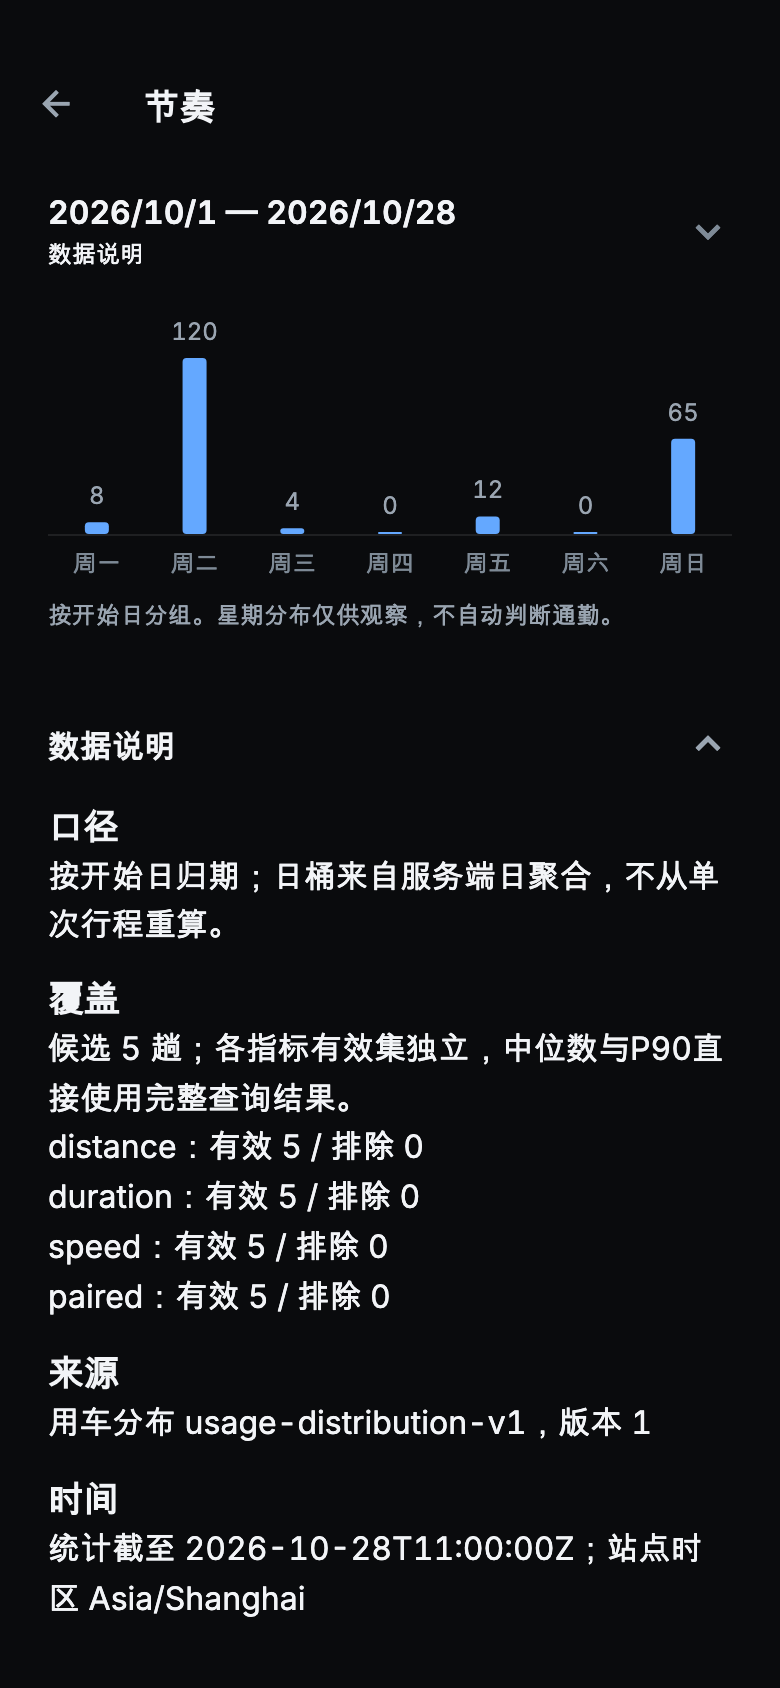 节奏
2026/10/1 — 2026/10/28
数据说明
120
65
8
4
0
12
0
周一 周二 周三 周四 周五 周六 周日
按开始日分组。星期分布仅供观察，不自动判断通勤。
数据说明
口径
按开始日归期；日桶来自服务端日聚合，不从单
次行程重算。
覆盖
候选 5 趟；各指标有效集独立，中位数与P90直
接使用完整查询结果。
distance：有效 5 / 排除 0
duration：有效 5 / 排除 0
speed：有效 5 / 排除 0
paired：有效 5 / 排除 0
来源
用车分布 usage-distribution-v1，版本 1
时间
统计截至 2026-10-28T11:00:00Z；站点时
区 Asia/Shanghai